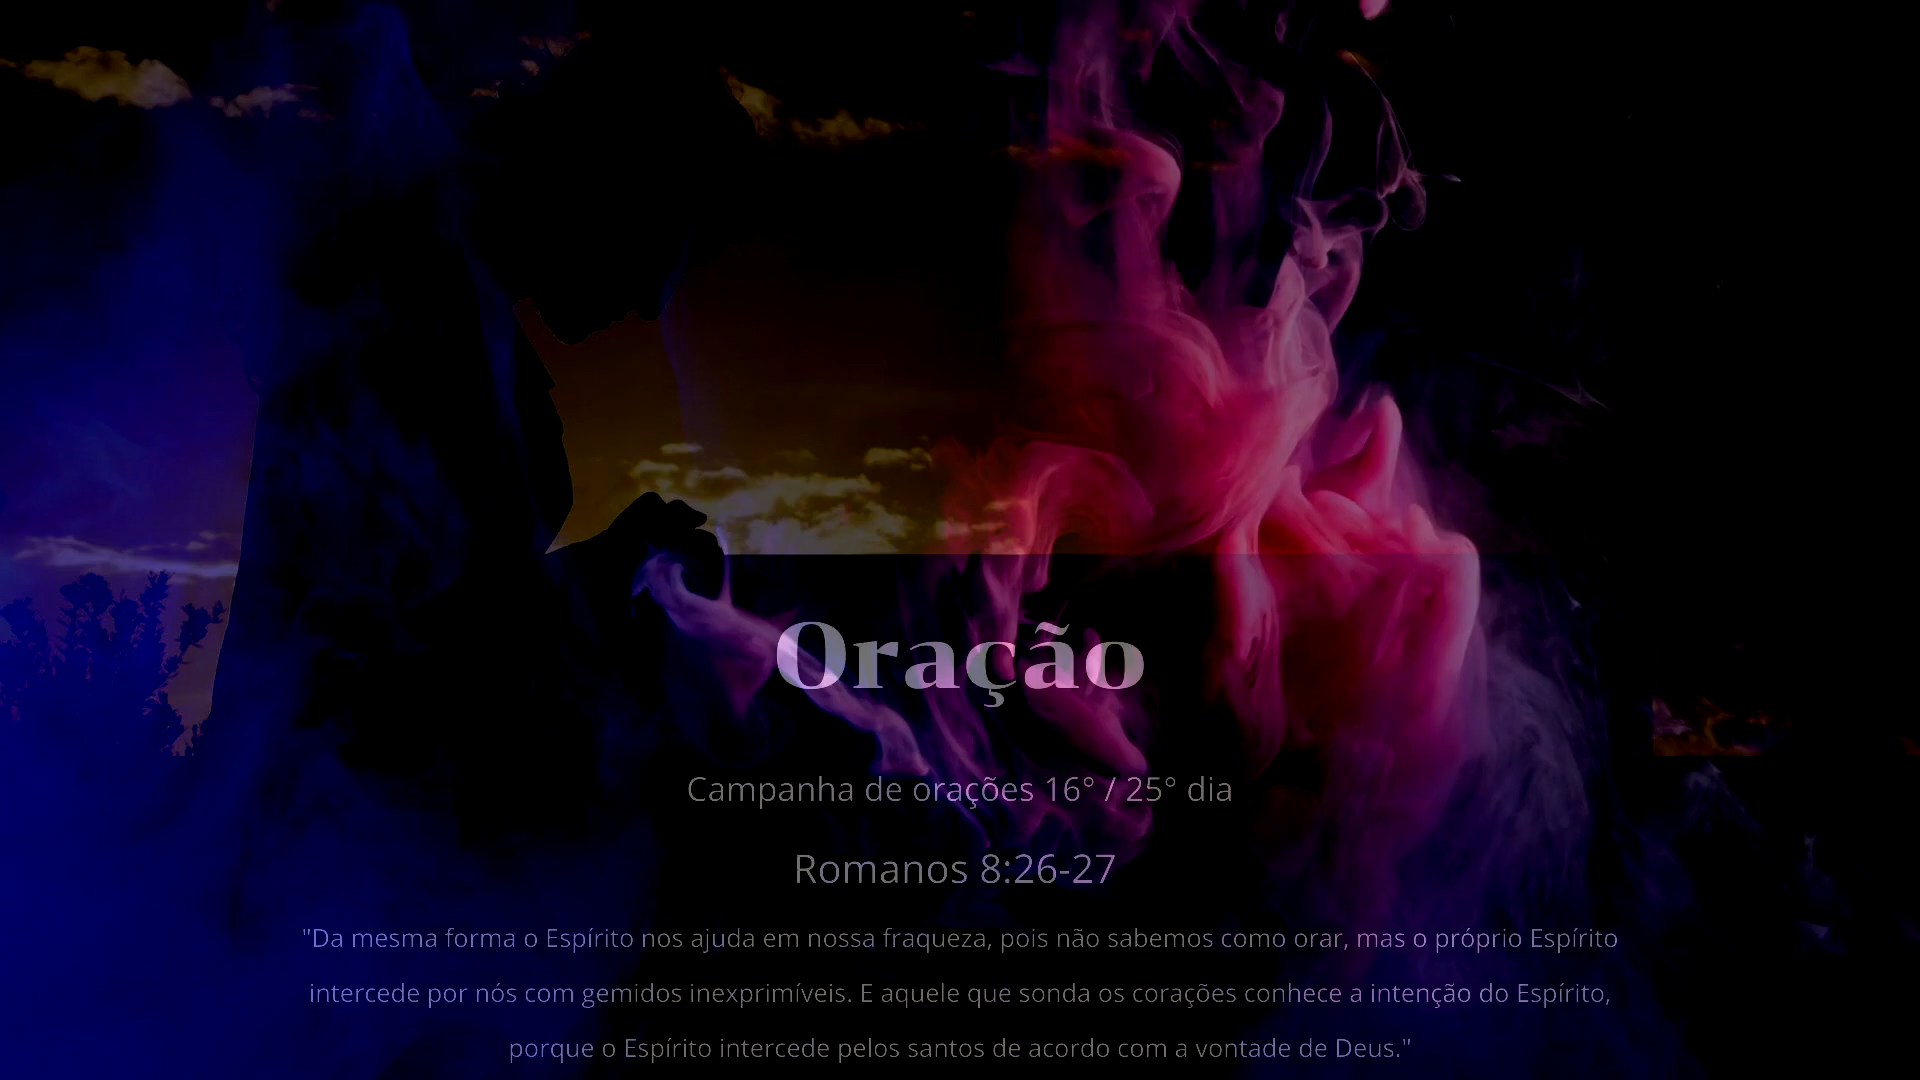 Oração
Campanha de orações 16° / 25° dia
Romanos 8:26-27
"Da mesma forma o Espírito nos ajuda em nossa fraqueza, pois não sabemos como orar, mas o próprio Espírito
intercede por nós com gemidos inexprimíveis. E aquele que sonda os corações conhece a intenção do Espírito,
porque o Espírito intercede pelos santos de acordo com a vontade de Deus."